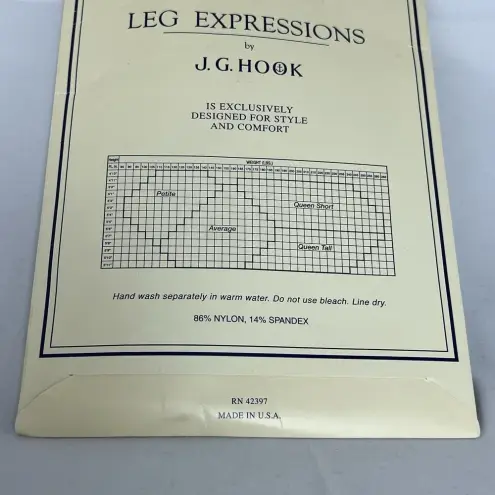 LEG EXPRESSIONS
by
J.G. HOOK
IS EXCLUSIVELY
DESIGNED FOR STYLE
AND COMFORT
WEIGHT (LBS.)
Petite
Queen Short
Average
Queen Tall
Hand wash separately in warm water. Do not use bleach. Line dry.
86% NYLON, 14% SPANDEX
RN 42397
MADE IN U.S.A.